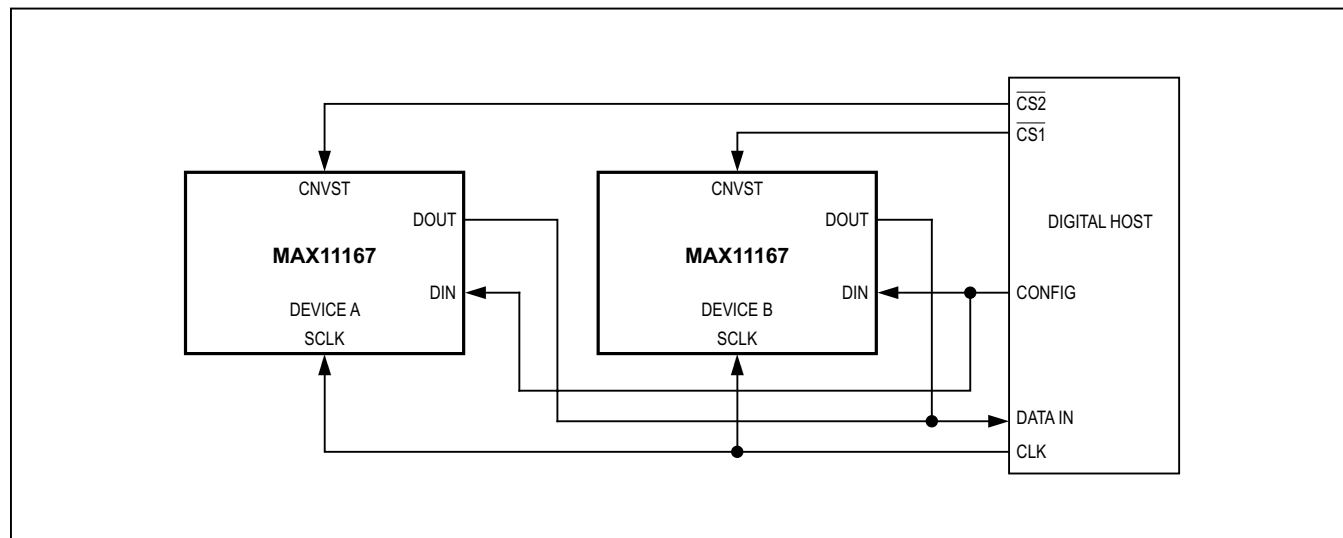 CS2
CS1
CNVST
CNVST
DOUT
DOUT
DIGITAL HOST
MAX11167
MAX11167
DIN
DIN
CONFIG
DEVICE A
DEVICE B
SCLK
SCLK
DATA IN
CLK